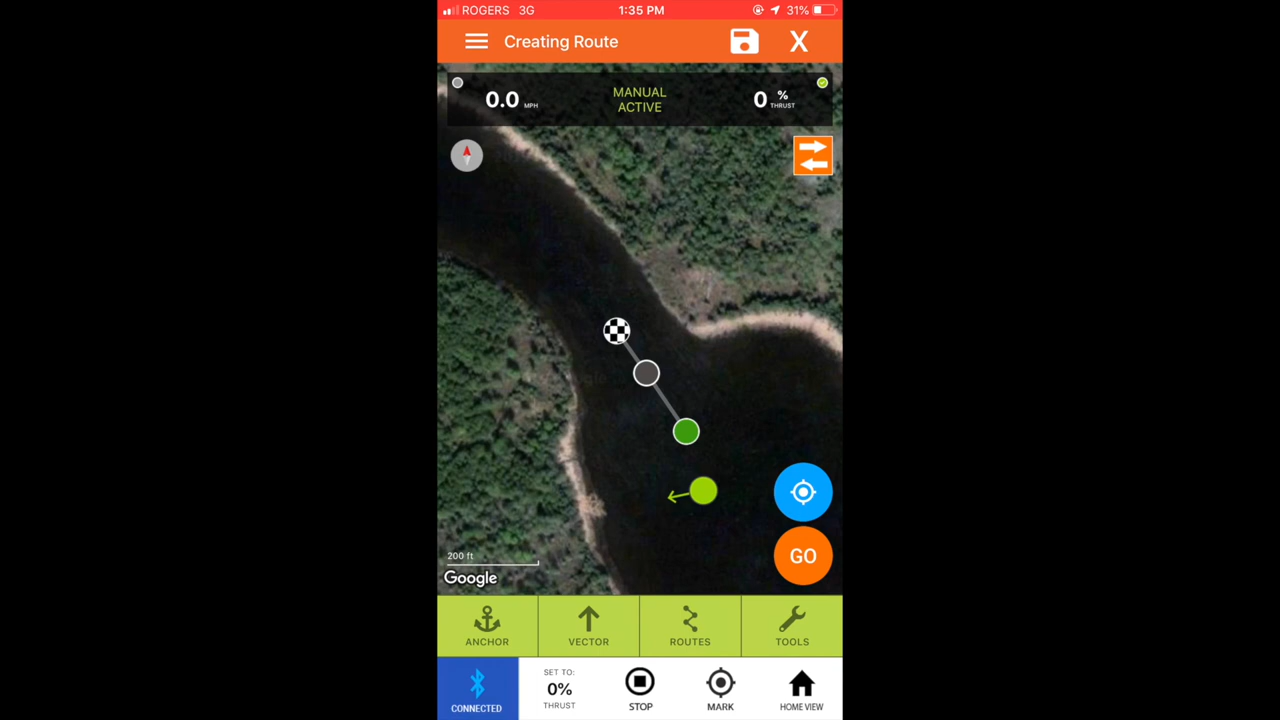 ROGERS 3G 1:35 PM 31%
Creating Route X
0.0 MPH MANUAL ACTIVE 0 % THRUST
200 ft
Google
GO
ANCHOR VECTOR ROUTES TOOLS
SET TO:
0%
THRUST
CONNECTED STOP MARK HOME VIEW